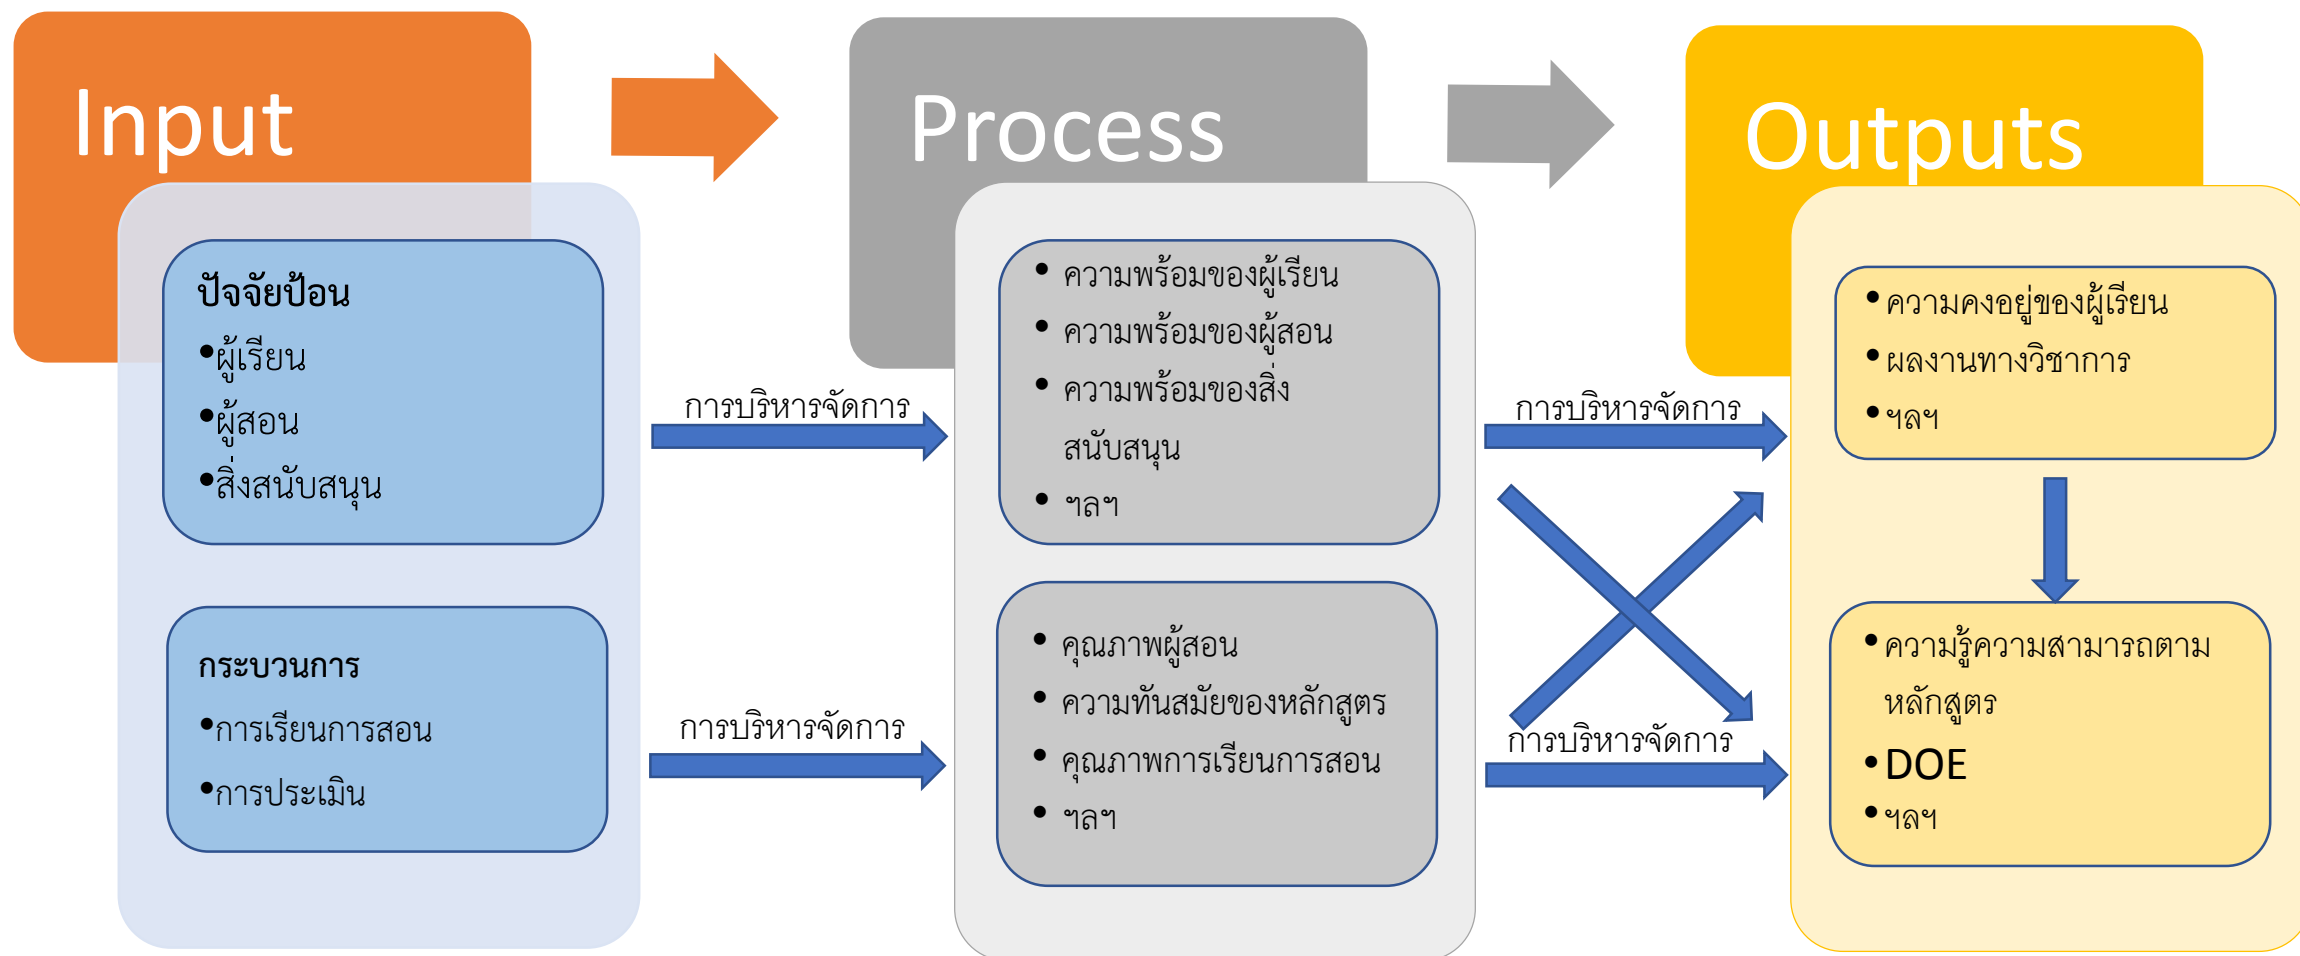 Input
Process
Outputs
ปัจจัยป้อน
•ผู้เรียน
•ผู้สอน
•สิ่งสนับสนุน
กระบวนการ
•การเรียนการสอน
•การประเมิน
การบริหารจัดการ
การบริหารจัดการ
• ความพร้อมของผู้เรียน
• ความพร้อมของผู้สอน
• ความพร้อมของสิ่ง
สนับสนุน
• ฯลฯ
• คุณภาพผู้สอน
• ความทันสมัยของหลักสูตร
• คุณภาพการเรียนการสอน
• ฯลฯ
การบริหารจัดการ
การบริหารจัดการ
• ความคงอยู่ของผู้เรียน
• ผลงานทางวิชาการ
• ฯลฯ
• ความรู้ความสามารถตาม
หลักสูตร
• DOE
• ฯลฯ